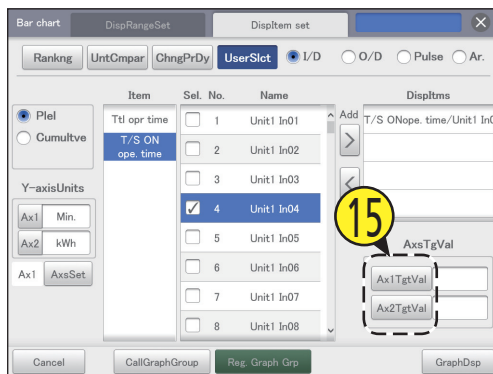 Bar chart DispRangeSet DispItem set
Rankng UntCmpar ChngPrDy UserSlct I/D O/D Pulse Ar.
Item Sel. No. Name DispItms
Plel
Cumultve
Ttl opr time
T/S ON
ope. time
1 Unit1 In01
2 Unit1 In02
3 Unit1 In03
4 Unit1 In04
5 Unit1 In05
6 Unit1 In06
7 Unit1 In07
8 Unit1 In08
Add
T/S ONope. time/Unit1 In0
Y-axisUnits
Ax1 Min.
Ax2 kWh
Ax1 AxsSet
15
AxsTgVal
Ax1TgtVal
Ax2TgtVal
Cancel CallGraphGroup Reg. Graph Grp GraphDsp